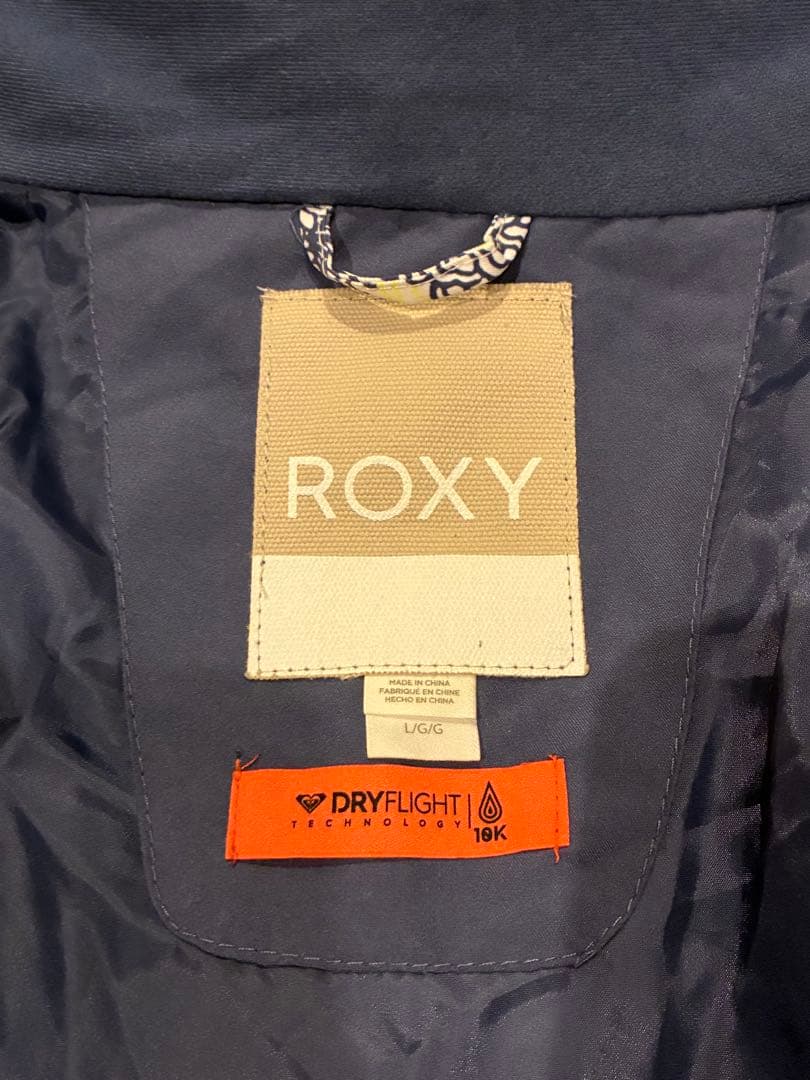 ROXY
MADE IN CHINA
FABRIQUÉ EN CHINE
HECHO EN CHINA
L/G/G
DRYFLIGHT
TECHNOLOGY
10K